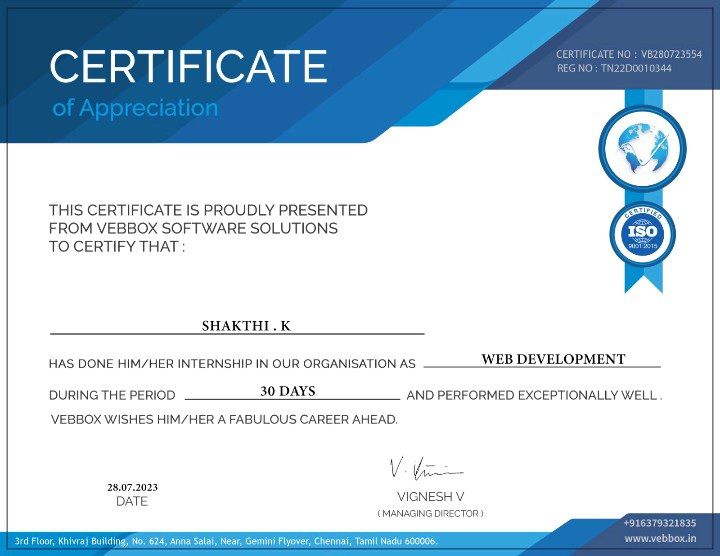 CERTIFICATE
of Appreciation
CERTIFICATE NO : VB280723554
REG NO : TN22D0010344
CERTIFIED
ISO
9001:2015
THIS CERTIFICATE IS PROUDLY PRESENTED
FROM VEBBOX SOFTWARE SOLUTIONS
TO CERTIFY THAT :
SHAKTHI . K
HAS DONE HIM/HER INTERNSHIP IN OUR ORGANISATION AS WEB DEVELOPMENT
DURING THE PERIOD 30 DAYS AND PERFORMED EXCEPTIONALLY WELL .
VEBBOX WISHES HIM/HER A FABULOUS CAREER AHEAD.
28.07.2023
DATE
VIGNESH V
( MANAGING DIRECTOR )
+916379321835
www.vebbox.in
3rd Floor, Khivraj Building, No. 624, Anna Salai, Near, Gemini Flyover, Chennai, Tamil Nadu 600006.